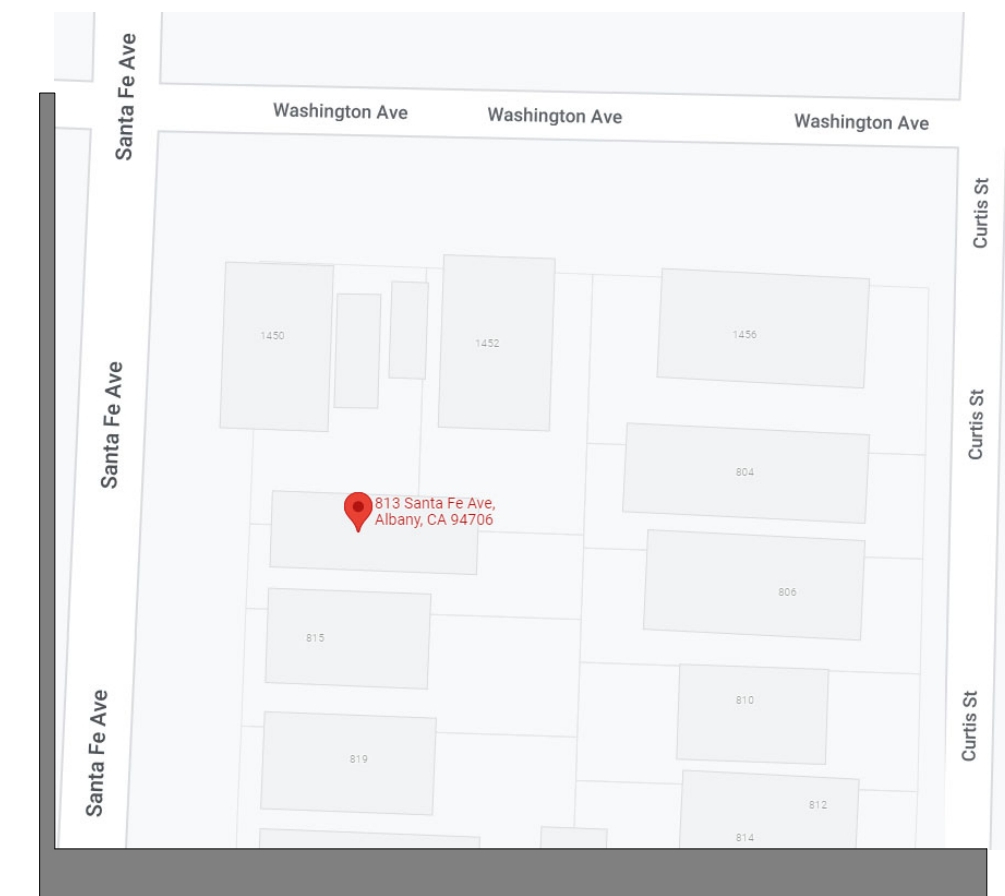 Santa Fe Ave
Washington Ave
Washington Ave
Washington Ave
Curtis St
1450
1452
1456
Santa Fe Ave
Curtis St
804
813 Santa Fe Ave,
Albany, CA 94706
806
815
810
Santa Fe Ave
Curtis St
819
812
814